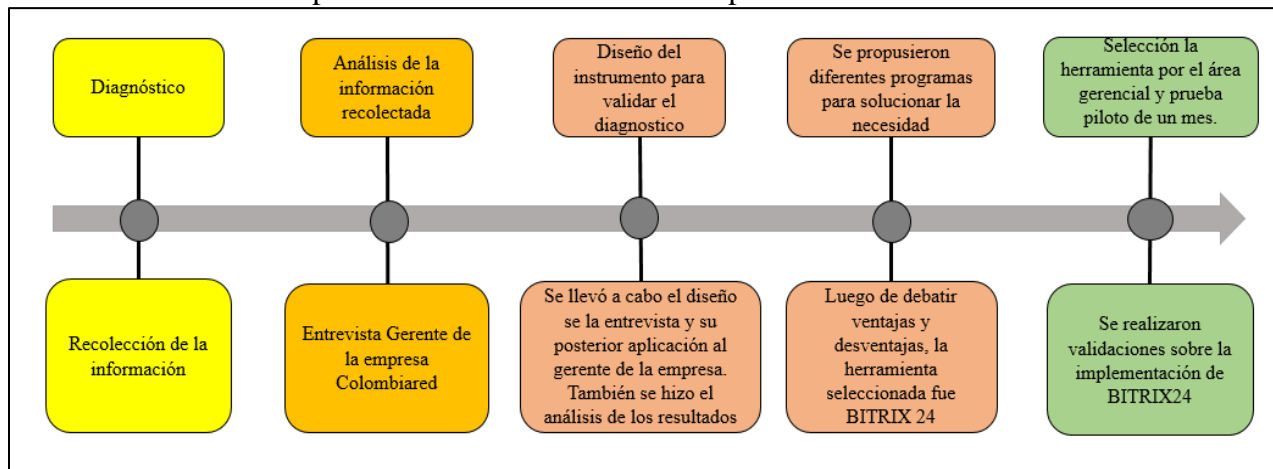 Diagnóstico
Análisis de la
información
recolectada
Diseño del
instrumento para
validar el
diagnostico
Se propusieron
diferentes programas
para solucionar la
necesidad
Selección la
herramienta por el área
gerencial y prueba
piloto de un mes.
Recolección de la
información
Entrevista Gerente de
la empresa
Colombiared
Se llevó a cabo el diseño
se la entrevista y su
posterior aplicación al
gerente de la empresa.
También se hizo el
análisis de los resultados
Luego de debatir
ventajas y
desventajas, la
herramienta
seleccionada fue
BITRIX 24
Se realizaron
validaciones sobre la
implementación de
BITRIX24